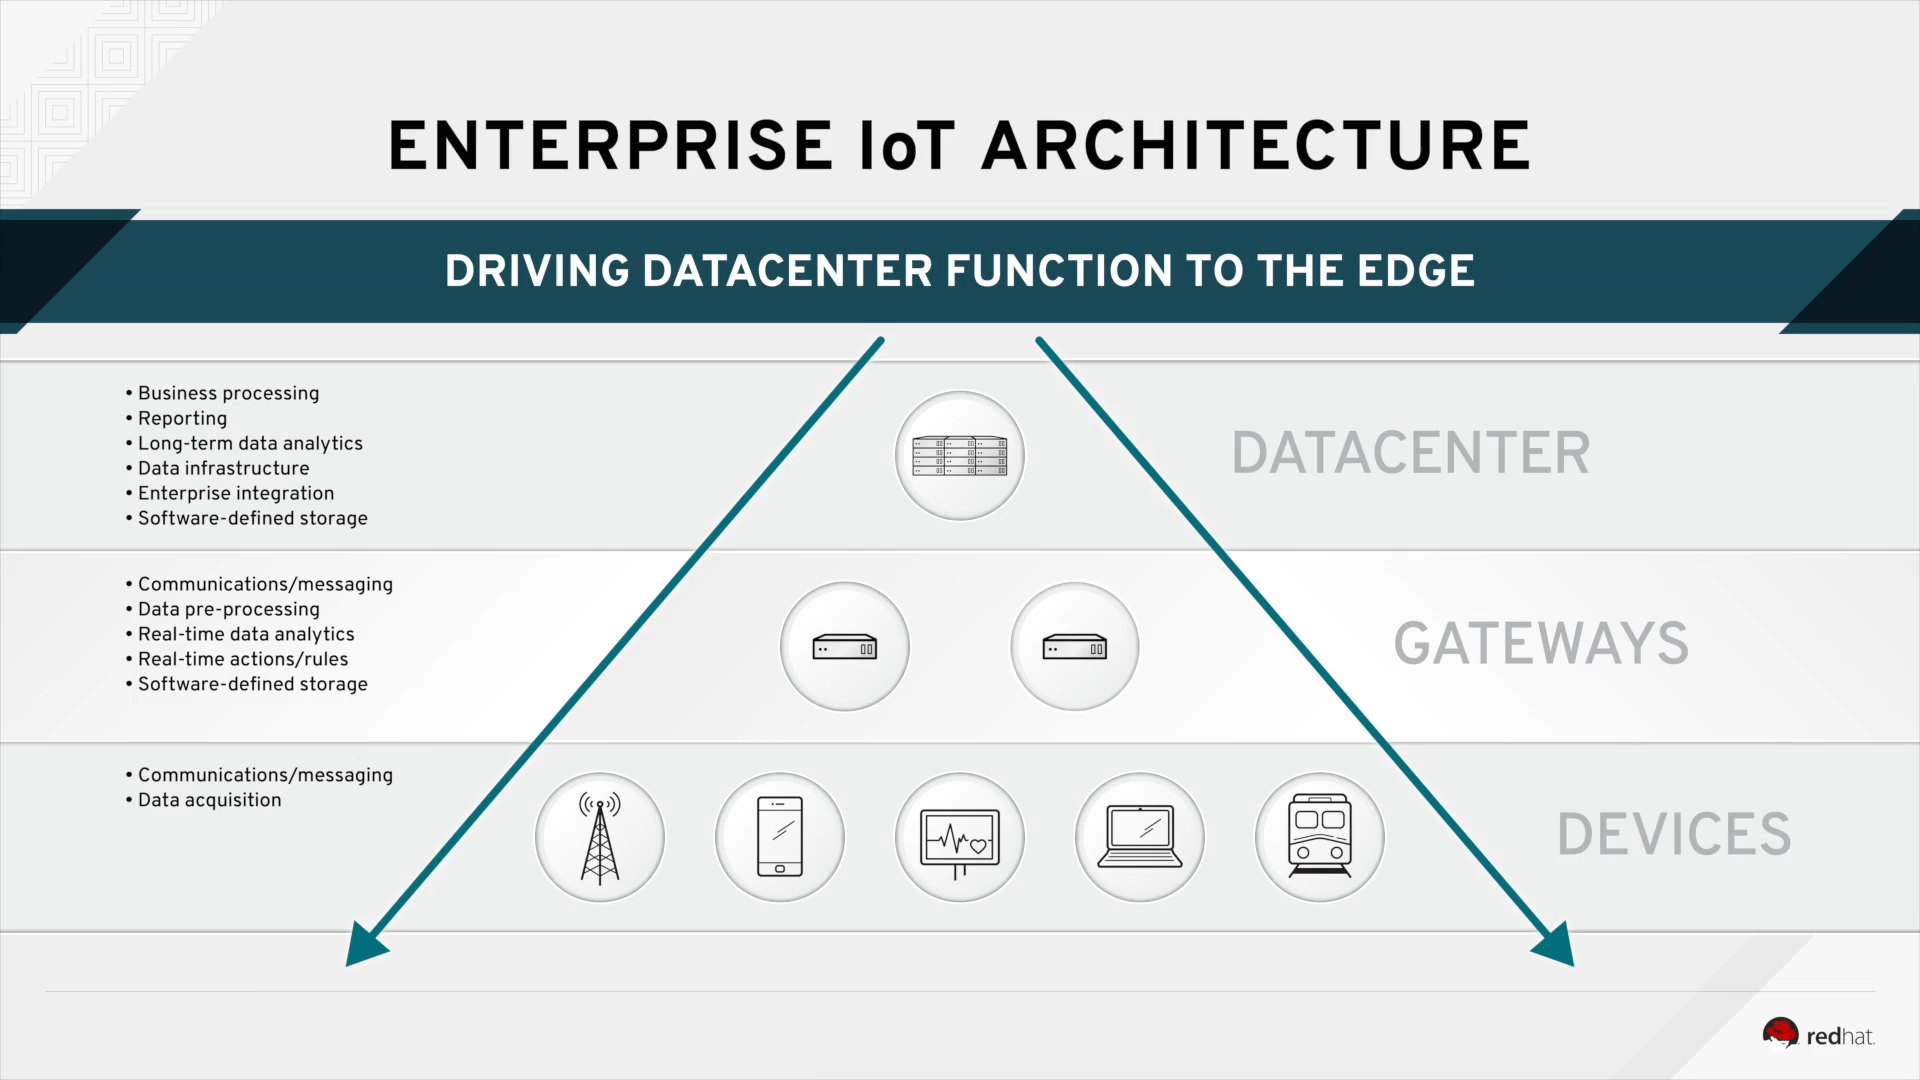 ENTERPRISE IoT ARCHITECTURE
DRIVING DATACENTER FUNCTION TO THE EDGE
• Business processing
• Reporting
• Long-term data analytics
• Data infrastructure
• Enterprise integration
• Software-defined storage
DATACENTER
• Communications/messaging
• Data pre-processing
• Real-time data analytics
• Real-time actions/rules
• Software-defined storage
GATEWAYS
• Communications/messaging
• Data acquisition
DEVICES
redhat.